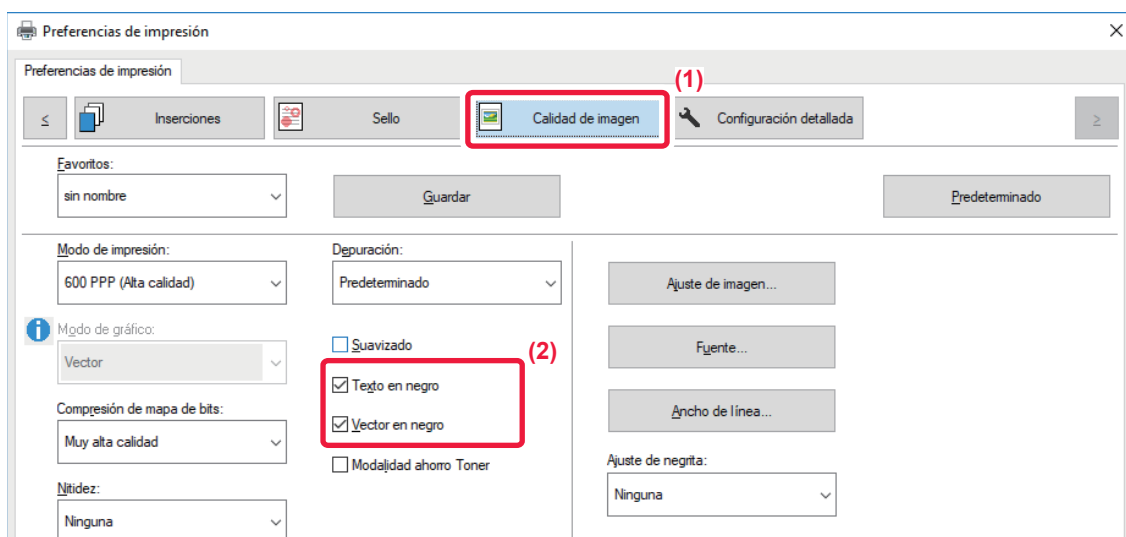 Preferencias de impresión
Preferencias de impresión
(1)
≤ Inserciones Sello Calidad de imagen Configuración detallada ≥
Favoritos:
sin nombre Guardar Predeterminado
Modo de impresión: Depuración:
600 PPP (Alta calidad) Predeterminado Ajuste de imagen...
Modo de gráfico:
Vector
Suavizado
(2)
Fuente...
Texto en negro
Compresión de mapa de bits:
Muy alta calidad
Vector en negro
Ancho de línea...
Modalidad ahorro Toner
Ajuste de negrita:
Ninguna
Nitidez:
Ninguna